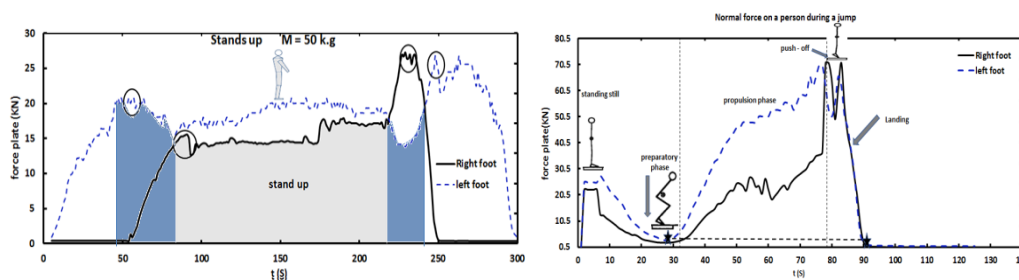 Stands up M = 50 k.g
30
25
20
15
10
5
0
force plate (KN)
stand up
Right foot
left foot
0 50 100 150 200 250 300
t (S)
Normal force on a person during a jump
80.5
70.5
60.5
50.5
40.5
30.5
20.5
10.5
0.5
force plate(KN)
Right foot
left foot
push - off
standing still
propulsion phase
Landing
preparatory
phase
0 10 20 30 40 50 60 70 80 90 100 110 120 130
t (S)